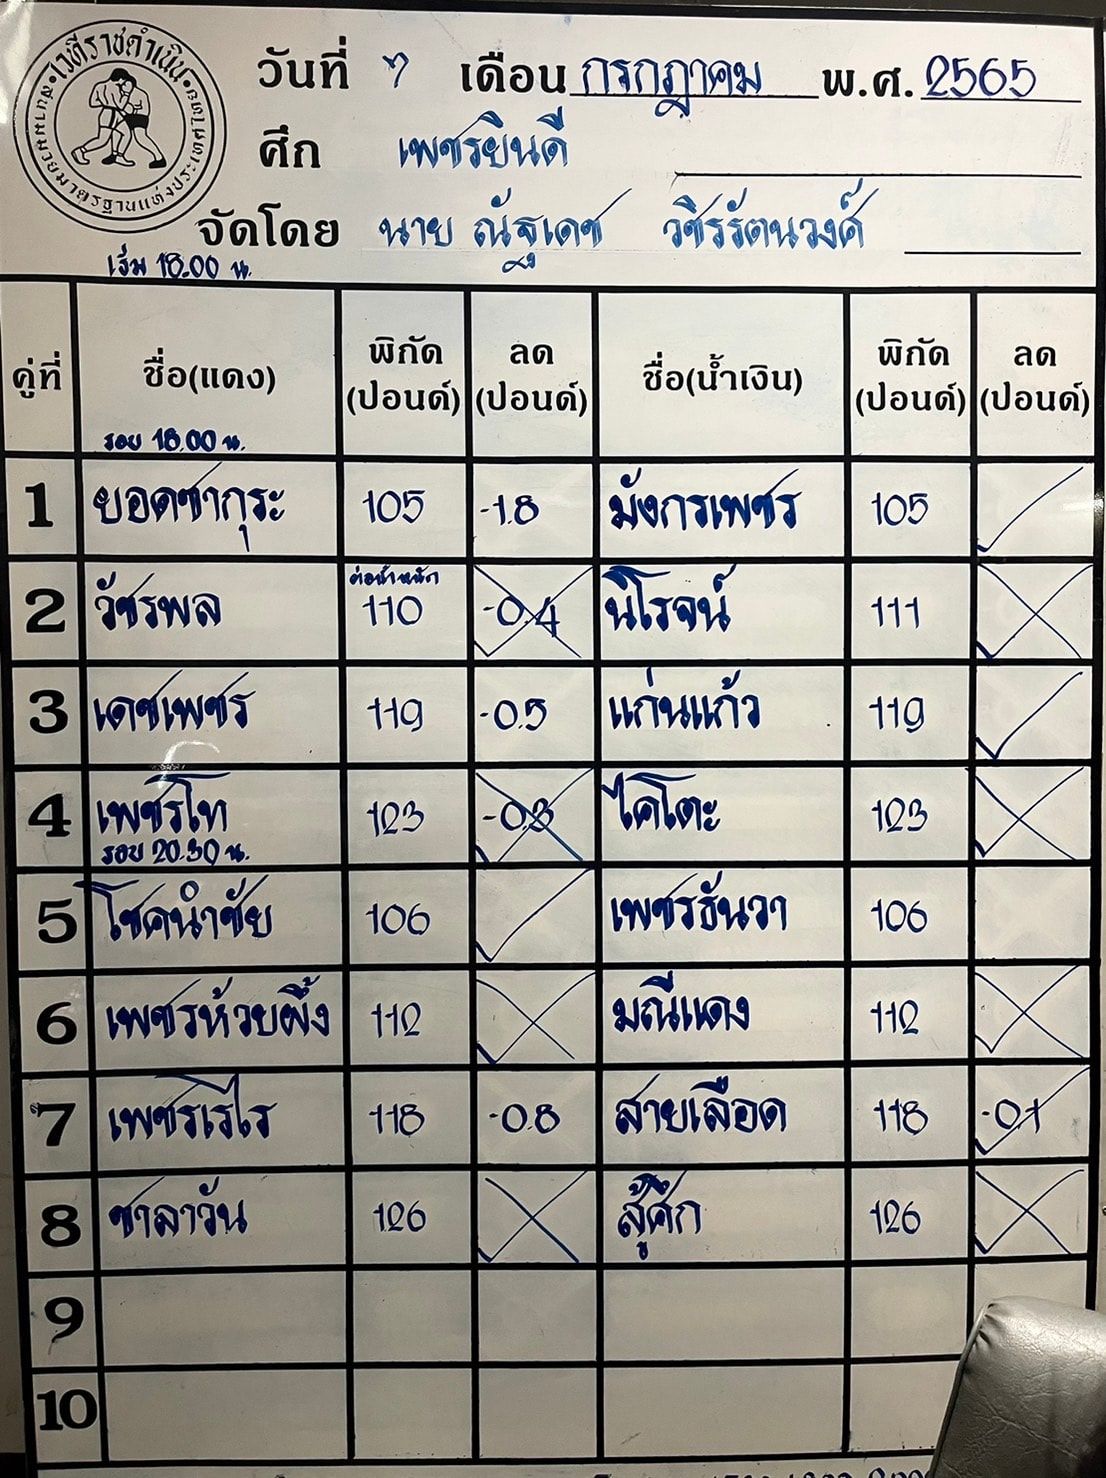 เวทีราชดำเนิน
สนามมวยมาตรฐานแห่งประเทศไทย
วันที่ 7 เดือน กรกฎาคม พ.ศ. 2565
ศึก เพชรยินดี
จัดโดย นาย ณัฐเดช วชิรรัตนวงศ์
เริ่ม 18.00 น.
คู่ที่ ชื่อ(แดง) พิกัด (ปอนด์) ลด (ปอนด์) ชื่อ(น้ำเงิน) พิกัด (ปอนด์) ลด (ปอนด์)
รอบ 18.00 น.
1 ยอดซากุระ 105 -1.8 มังกรเพชร 105
ต่อน้ำหนัก
2 วัชรพล 110 -0.4 นิโรจน์ 111
3 เดชเพชร 119 -0.5 แก่นแก้ว 119
4 เพชรโท 123 -0.3 ไคโตะ 123
รอบ 20.30 น.
5 โชคนำชัย 106 เพชรธันวา 106
6 เพชรห้วยผึ้ง 112 มณีแดง 112
7 เพชรเรไร 118 -0.8 สายเลือด 118 -0.1
8 ชาลาวัน 126 สู้ศึก 126
9
10